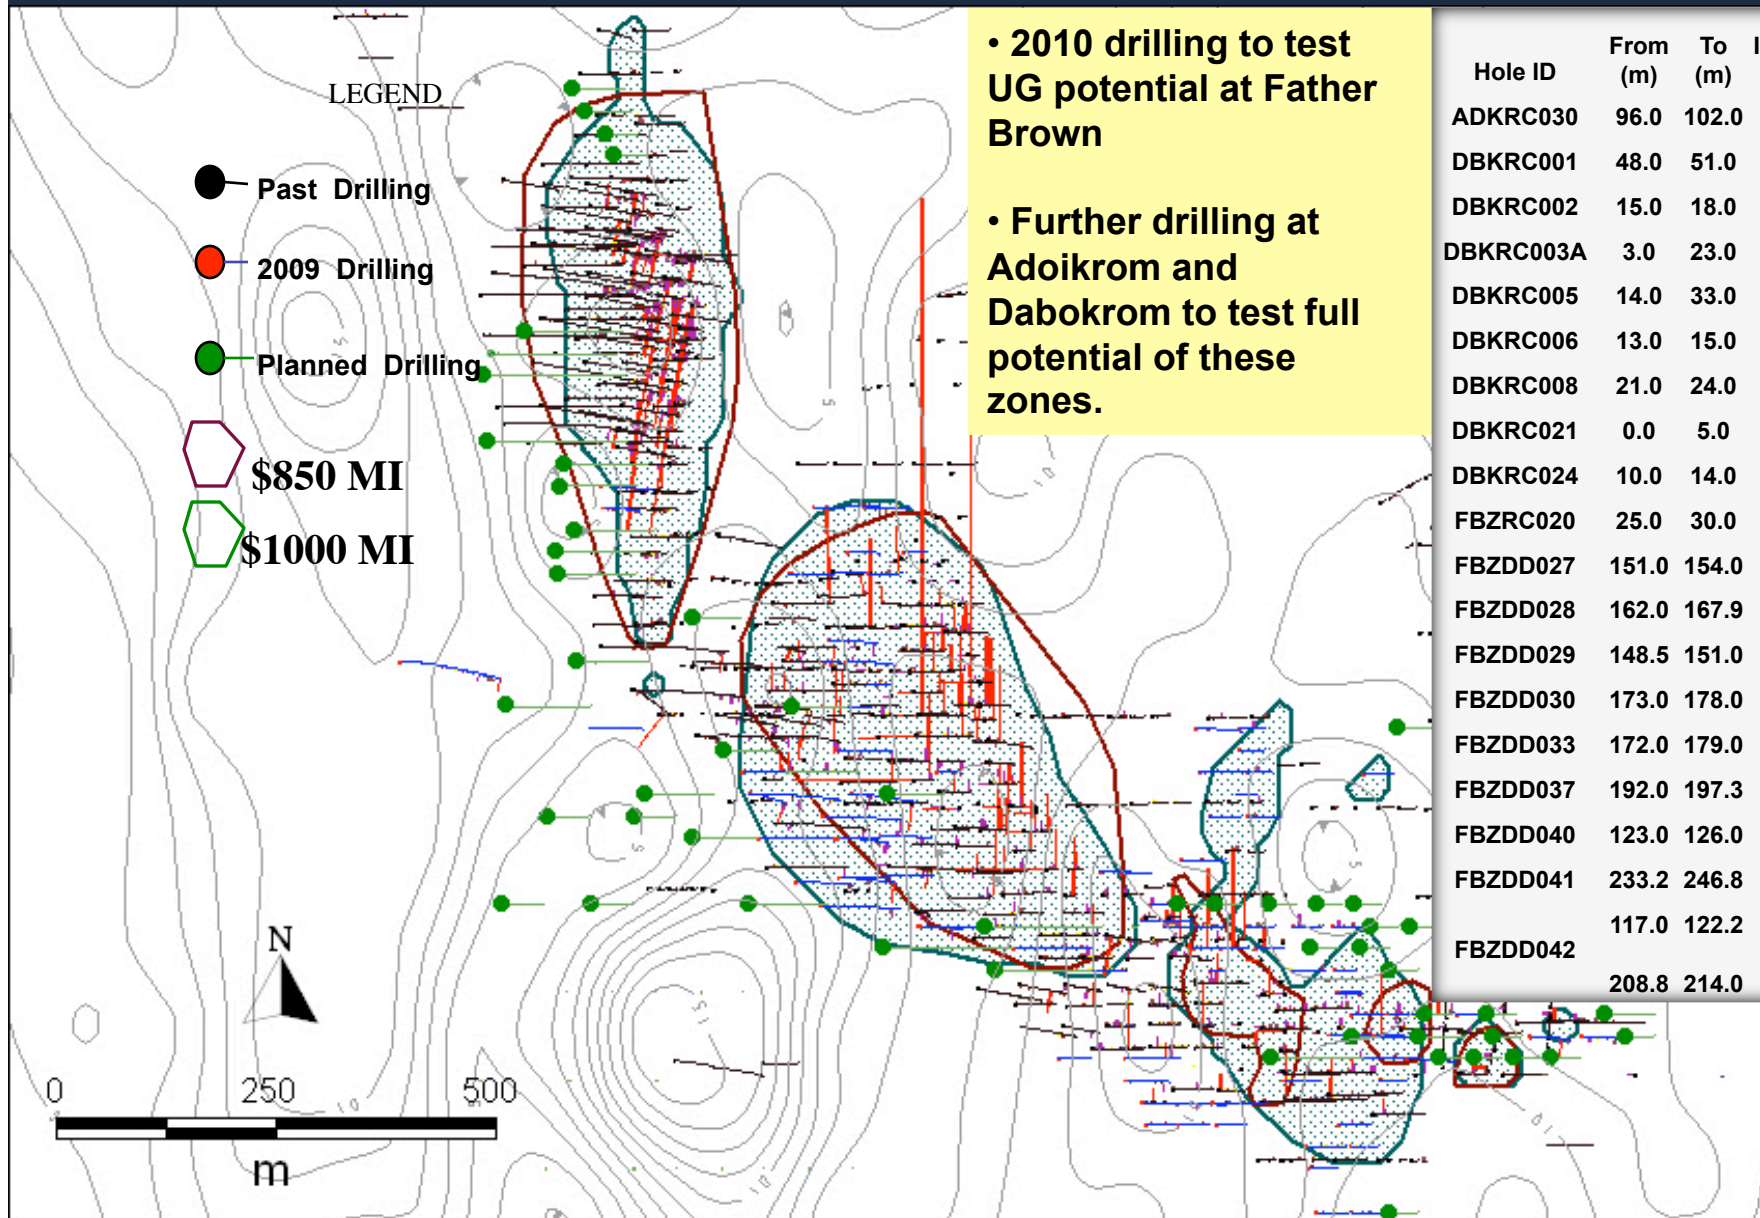 LEGEND
Past Drilling
2009 Drilling
Planned Drilling
$850 MI
$1000 MI
N
0 250 500
m
• 2010 drilling to test
UG potential at Father
Brown
• Further drilling at
Adoikrom and
Dabokrom to test full
potential of these
zones.
Hole ID From (m) To (m)
ADKRC030 96.0 102.0
DBKRC001 48.0 51.0
DBKRC002 15.0 18.0
DBKRC003A 3.0 23.0
DBKRC005 14.0 33.0
DBKRC006 13.0 15.0
DBKRC008 21.0 24.0
DBKRC021 0.0 5.0
DBKRC024 10.0 14.0
FBZRC020 25.0 30.0
FBZDD027 151.0 154.0
FBZDD028 162.0 167.9
FBZDD029 148.5 151.0
FBZDD030 173.0 178.0
FBZDD033 172.0 179.0
FBZDD037 192.0 197.3
FBZDD040 123.0 126.0
FBZDD041 233.2 246.8
117.0 122.2
FBZDD042
208.8 214.0